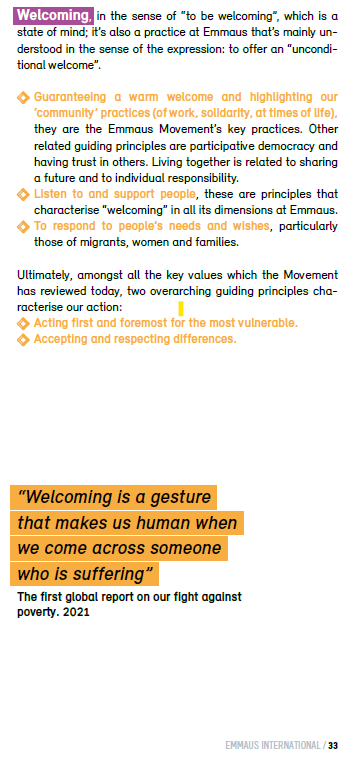 Welcoming, in the sense of “to be welcoming”, which is a
state of mind; it’s also a practice at Emmaus that’s mainly un-
derstood in the sense of the expression: to offer an “uncondi-
tional welcome”.
Guaranteeing a warm welcome and highlighting our
‘community’ practices (of work, solidarity, at times of life),
they are the Emmaus Movement’s key practices. Other
related guiding principles are participative democracy and
having trust in others. Living together is related to sharing
a future and to individual responsibility.
Listen to and support people, these are principles that
characterise “welcoming” in all its dimensions at Emmaus.
To respond to people’s needs and wishes, particularly
those of migrants, women and families.
Ultimately, amongst all the key values which the Movement
has reviewed today, two overarching guiding principles cha-
racterise our action:
Acting first and foremost for the most vulnerable.
Accepting and respecting differences.
“Welcoming is a gesture
that makes us human when
we come across someone
who is suffering”
The first global report on our fight against
poverty. 2021
EMMAUS INTERNATIONAL / 33